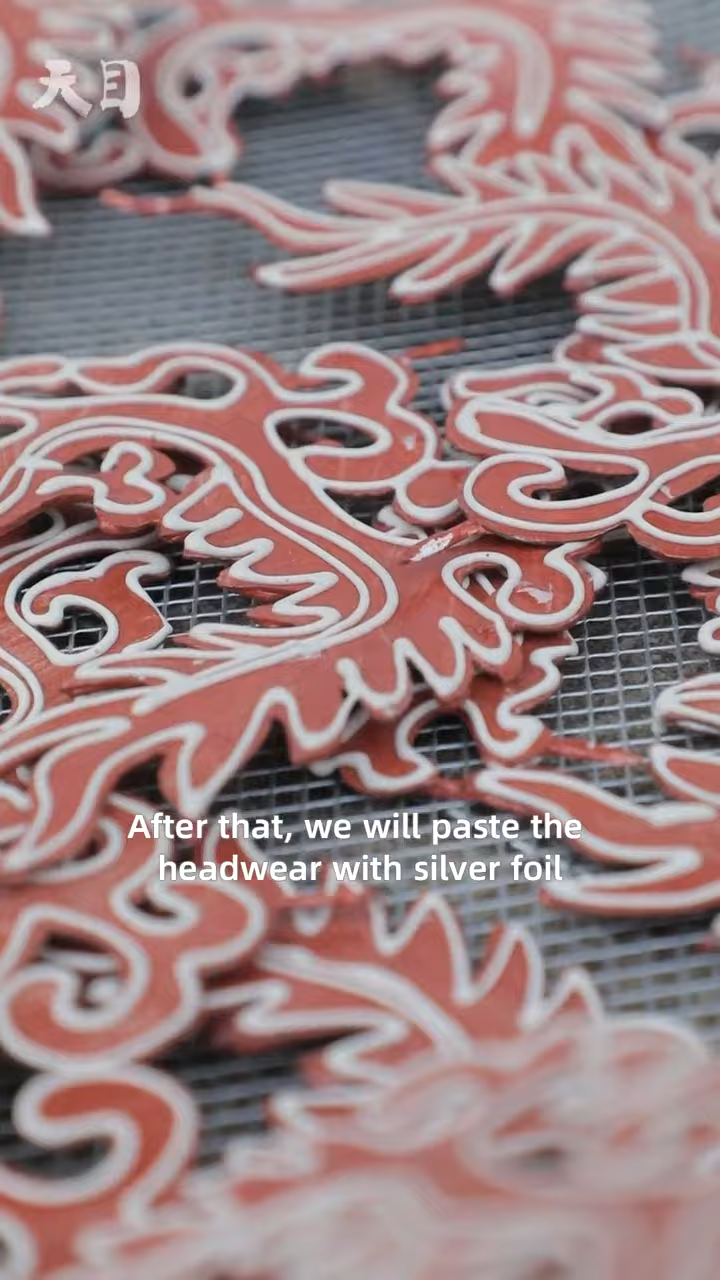 天目
After that, we will paste the
headwear with silver foil